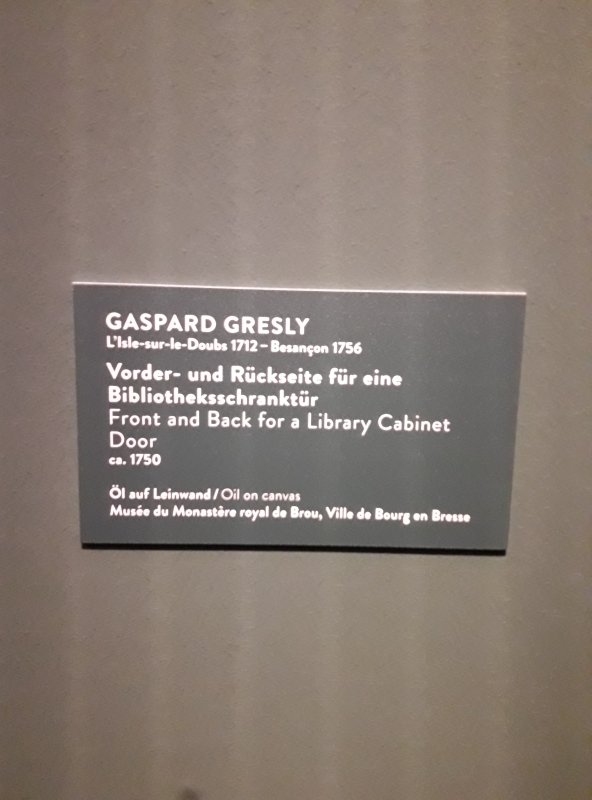 GASPARD GRESLY
L'Isle-sur-le-Doubs 1712 – Besançon 1756
Vorder- und Rückseite für eine
Bibliotheksschranktür
Front and Back for a Library Cabinet
Door
ca. 1750
Öl auf Leinwand / Oil on canvas
Musée du Monastère royal de Brou, Ville de Bourg en Bresse